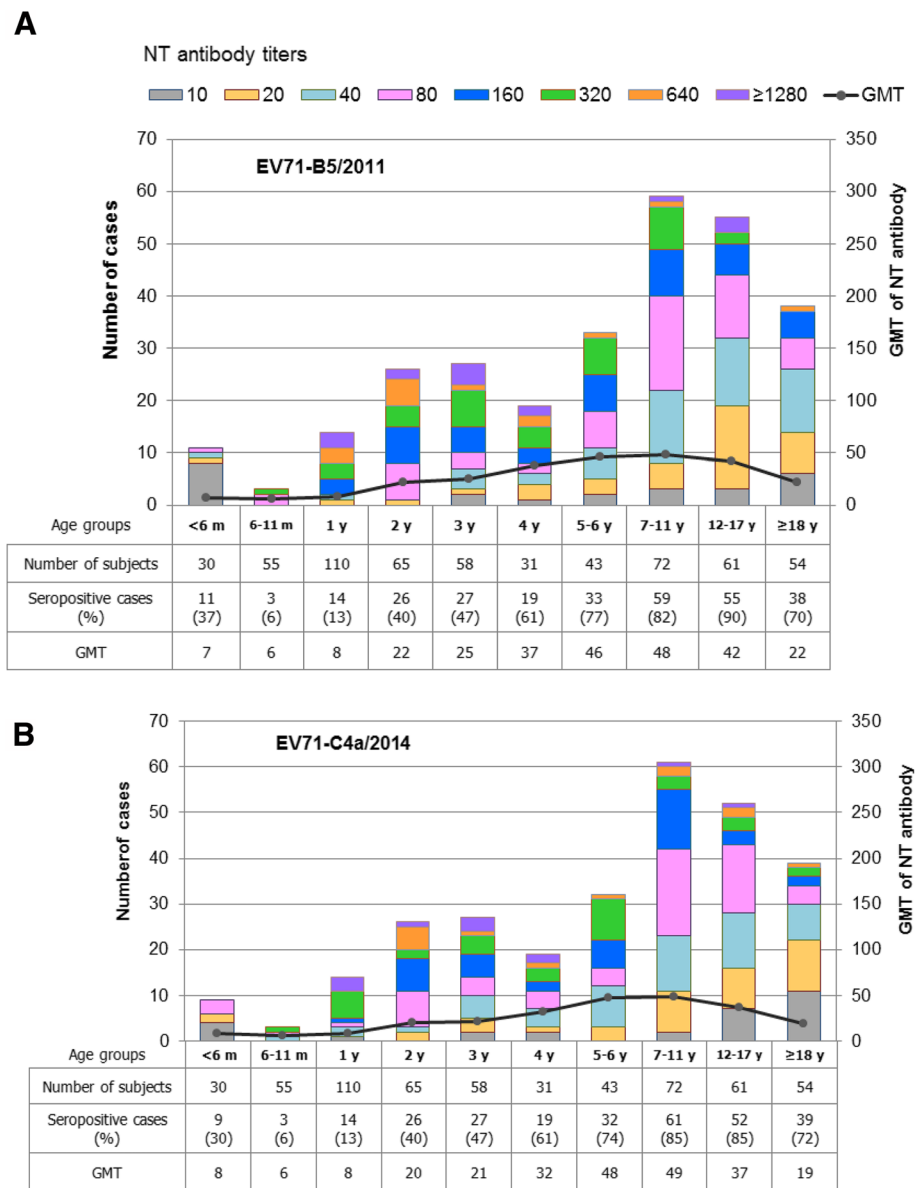 A
NT antibody titers
10 20 40 80 160 320 640 ≥1280 GMT
EV71-B5/2011
Number of cases
70
60
50
40
30
20
10
0
GMT of NT antibody
350
300
250
200
150
100
50
0
Age groups <6 m 6-11 m 1 y 2 y 3 y 4 y 5-6 y 7-11 y 12-17 y ≥18 y
Number of subjects 30 55 110 65 58 31 43 72 61 54
Seropositive cases 11 3 14 26 27 19 33 59 55 38
(%) (37) (6) (13) (40) (47) (61) (77) (82) (90) (70)
GMT 7 6 8 22 25 37 46 48 42 22
B
EV71-C4a/2014
Number of cases
70
60
50
40
30
20
10
0
GMT of NT antibody
350
300
250
200
150
100
50
0
Age groups <6 m 6-11 m 1 y 2 y 3 y 4 y 5-6 y 7-11 y 12-17 y ≥18 y
Number of subjects 30 55 110 65 58 31 43 72 61 54
Seropositive cases 9 3 14 26 27 19 32 61 52 39
(%) (30) (6) (13) (40) (47) (61) (74) (85) (85) (72)
GMT 8 6 8 20 21 32 48 49 37 19